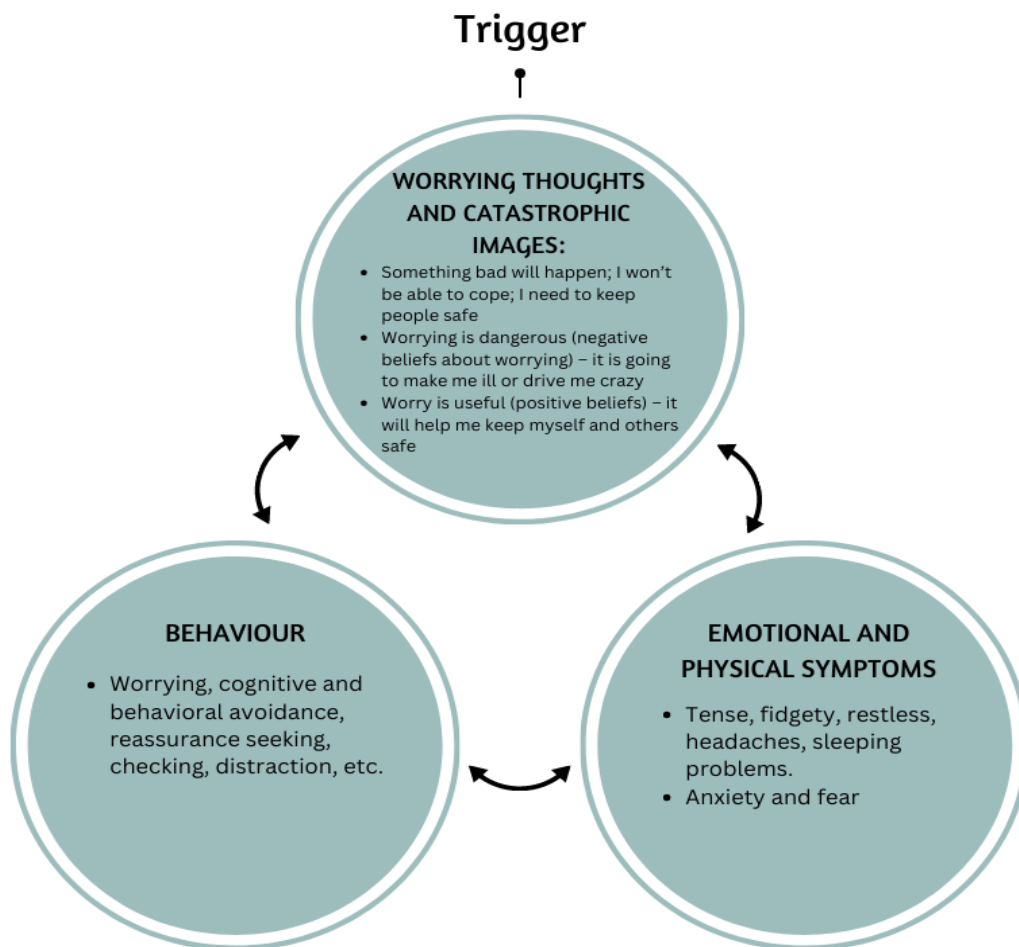 Trigger
WORRYING THOUGHTS
AND CATASTROPHIC
IMAGES:
• Something bad will happen; I won't
be able to cope; I need to keep
people safe
• Worrying is dangerous (negative
beliefs about worrying) – it is going
to make me ill or drive me crazy
• Worry is useful (positive beliefs) – it
will help me keep myself and others
safe
BEHAVIOUR
• Worrying, cognitive and
behavioral avoidance,
reassurance seeking,
checking, distraction, etc.
EMOTIONAL AND
PHYSICAL SYMPTOMS
• Tense, fidgety, restless,
headaches, sleeping
problems.
• Anxiety and fear